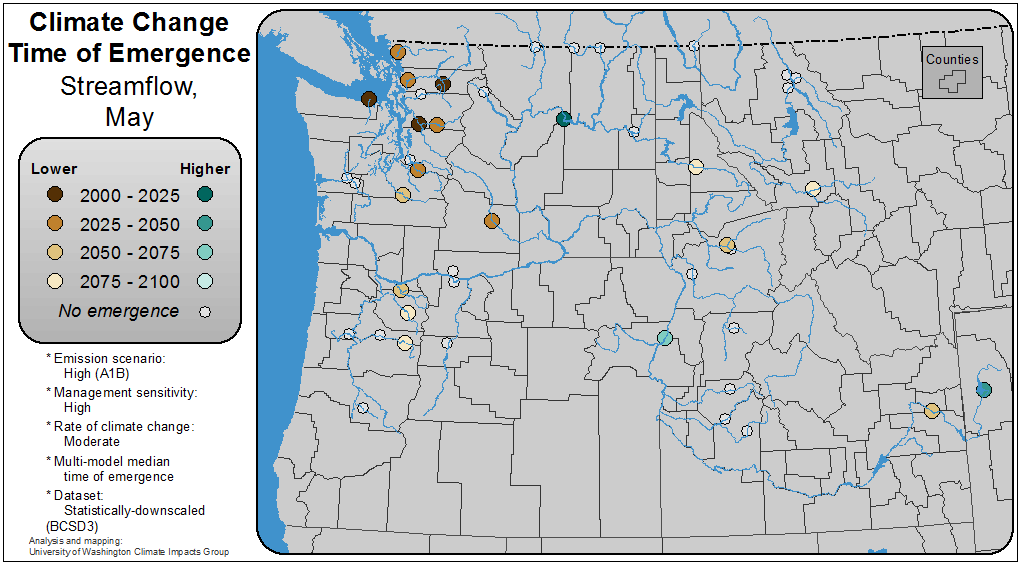 Climate Change
Time of Emergence
Streamflow,
May
Lower Higher
2000 - 2025
2025 - 2050
2050 - 2075
2075 - 2100
No emergence
* Emission scenario:
High (A1B)
* Management sensitivity:
High
* Rate of climate change:
Moderate
* Multi-model median
time of emergence
* Dataset:
Statistically-downscaled
(BCSD3)
Analysis and mapping:
University of Washington Climate Impacts Group
Counties